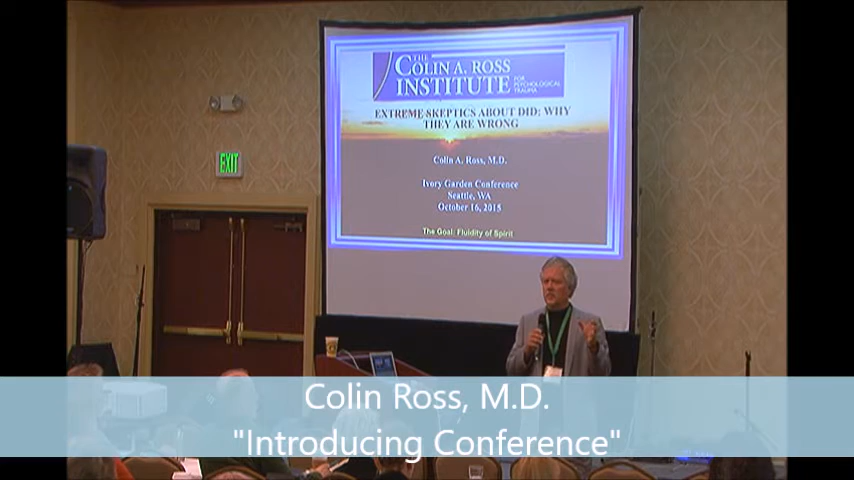 THE
COLIN A. ROSS
INSTITUTE
FOR
PSYCHOLOGICAL
TRAUMA
EXTREME SKEPTICS ABOUT DID: WHY
THEY ARE WRONG
Colin A. Ross, M.D.
Ivory Garden Conference
Seattle, WA
October 16, 2015
The Goal: Fluidity of Spirit
EXIT
Colin Ross, M.D.
"Introducing Conference"